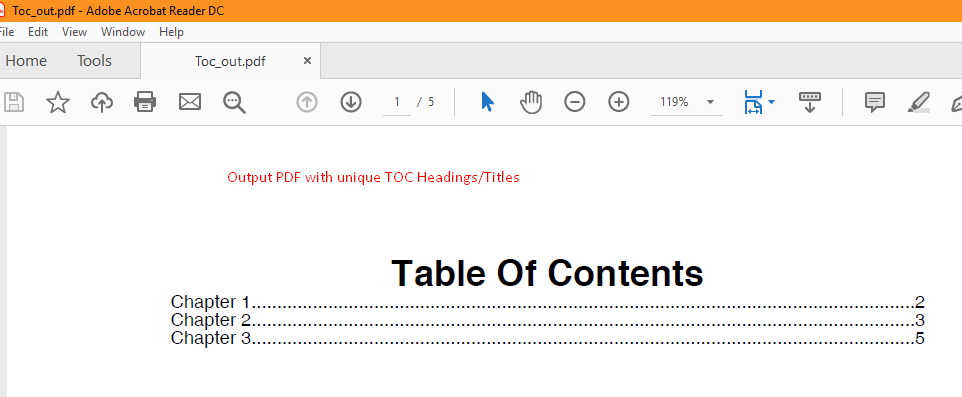 Toc_out.pdf - Adobe Acrobat Reader DC
File Edit View Window Help
Home Tools Toc_out.pdf ×
1 / 5 119%
Output PDF with unique TOC Headings/Titles
Table Of Contents
Chapter 1....................................................................................................................................2
Chapter 2....................................................................................................................................3
Chapter 3....................................................................................................................................5